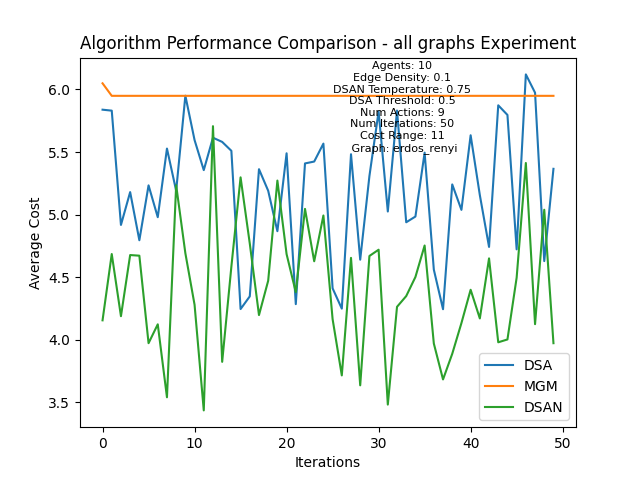 Algorithm Performance Comparison - all graphs Experiment
Agents: 10
Edge Density: 0.1
DSAN Temperature: 0.75
DSA Threshold: 0.5
Num Actions: 9
Num Iterations: 50
Cost Range: 11
Graph: erdos_renyi
Average Cost
6.0
5.5
5.0
4.5
4.0
3.5
DSA
MGM
DSAN
0 10 20 30 40 50
Iterations